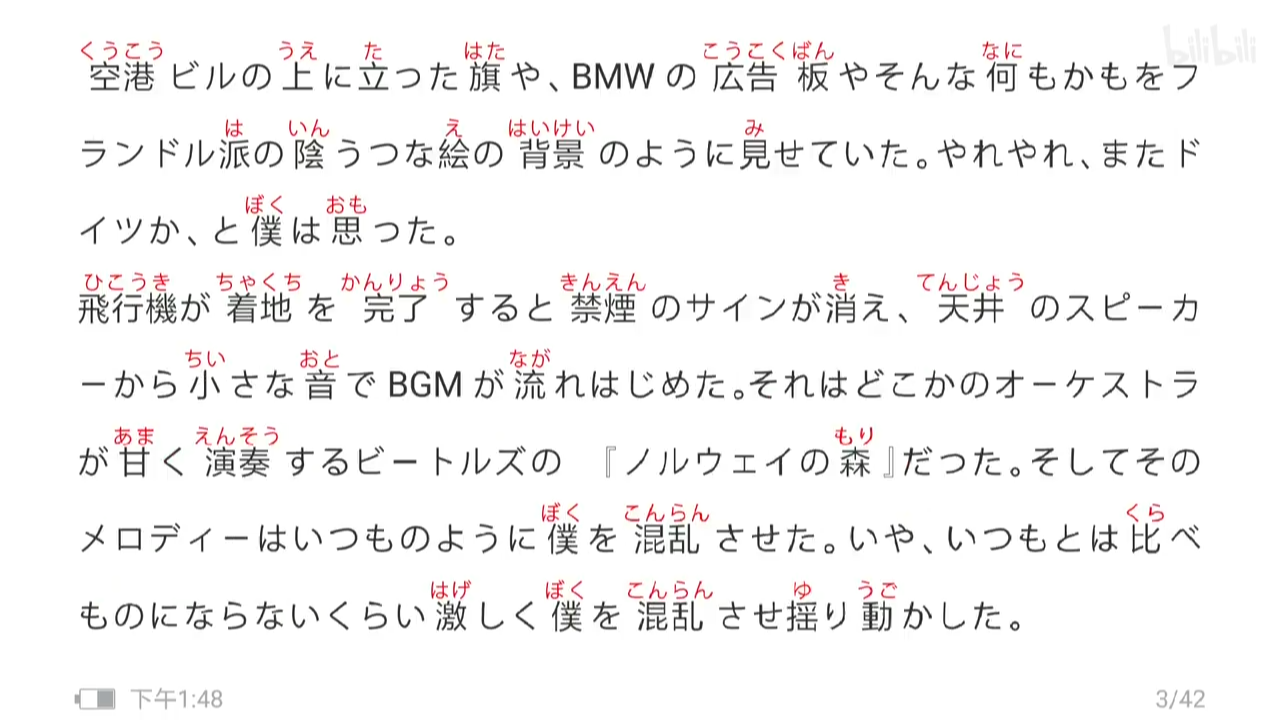 くうこう うえ た はた こうこくばん なに
空港ビルの上に立った旗や、BMWの広告板やそんな何もかもをフ
bilibili
は いん え はいけい み
ランドル派の陰うつな絵の背景のように見せていた。やれやれ、またド
ぼく おも
イツか、と僕は思った。
ひこうき ちゃくち かんりょう きんえん き てんじょう
飛行機が着地を完了すると禁煙のサインが消え、天井のスピーカ
ちい おと なが
ーから小さな音でBGMが流れはじめた。それはどこかのオーケストラ
あま えんそう もり
が甘く演奏するビートルズの『ノルウェイの森』だった。そしてその
ぼく こんらん くら
メロディーはいつものように僕を混乱させた。いや、いつもとは比べ
はげ ぼく こんらん ゆ うご
ものにならないくらい激しく僕を混乱させ揺り動かした。
下午1:48 3/42